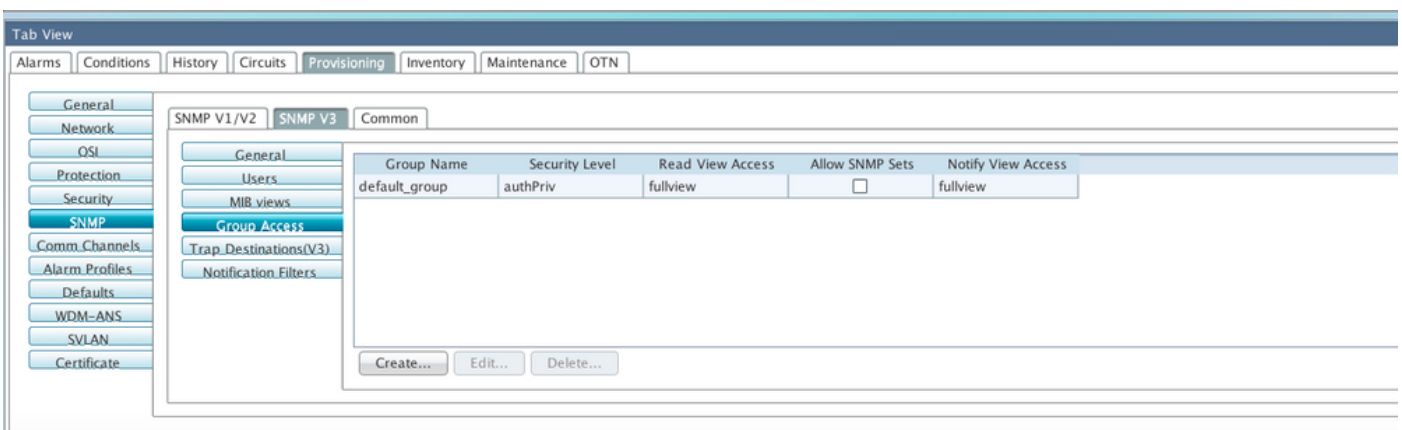 Tab View
Alarms Conditions History Circuits Provisioning Inventory Maintenance OTN
General
Network
OSI
Protection
Security
SNMP
Comm Channels
Alarm Profiles
Defaults
WDM-ANS
SVLAN
Certificate
SNMP V1/V2 SNMP V3 Common
General
Users
MIB views
Group Access
Trap Destinations(V3)
Notification Filters
Group Name Security Level Read View Access Allow SNMP Sets Notify View Access
default_group authPriv fullview fullview
Create... Edit... Delete...